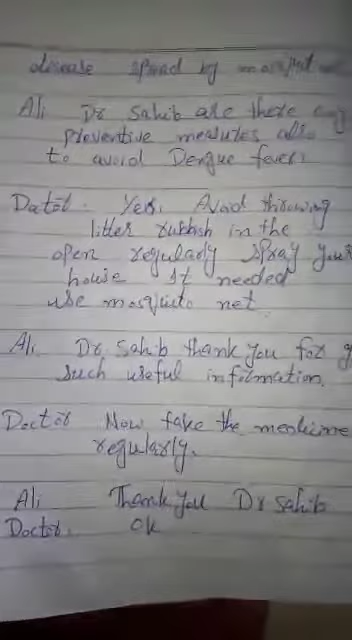 disease spread by mosquitoe
Ali Dr Sahib are there any
preventive measures also
to avoid Dengue fever.
Doctor. Yes. Avoid throwing
litter rubbish in the
open regularly spray your
house If needed
use mosquito net.
Ali Dr. Sahib thank you for
such useful information.
Doctor Now take the medicine
regularly.
Ali Thank you Dr Sahib
Doctor. ok